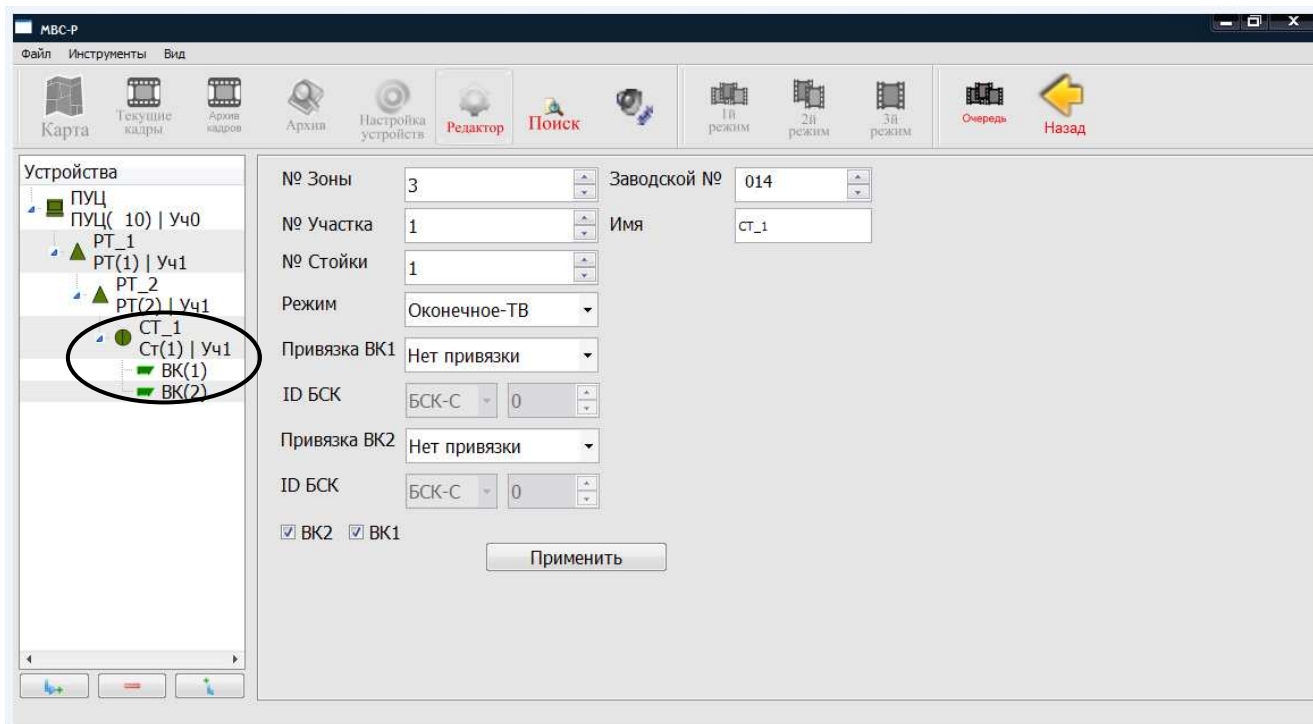 МВС-Р
Файл Инструменты Вид
Карта
Текущие кадры
Архив кадров
Архив
Настройка устройств
Редактор
Поиск
1й режим
2й режим
3й режим
Очередь
Назад
Устройства
ПУЦ
ПУЦ( 10) | Уч0
РТ_1
РТ(1) | Уч1
РТ_2
РТ(2) | Уч1
СТ_1
Ст(1) | Уч1
ВК(1)
ВК(2)
№ Зоны 3 Заводской № 014
№ Участка 1 Имя СТ_1
№ Стойки 1
Режим Оконечное-ТВ
Привязка ВК1 Нет привязки
ID БСК БСК-С 0
Привязка ВК2 Нет привязки
ID БСК БСК-С 0
ВК2 ВК1
Применить